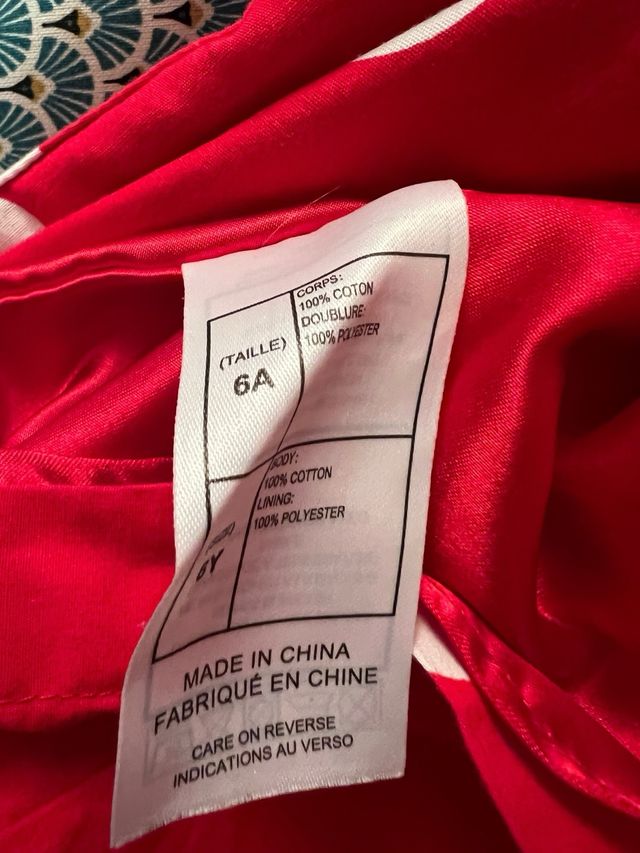 (TAILLE)
6A
CORPS:
100% COTON
DOUBLURE:
100% POLYESTER
(SIZE)
6Y
BODY:
100% COTTON
LINING:
100% POLYESTER
MADE IN CHINA
FABRIQUÉ EN CHINE
CARE ON REVERSE
INDICATIONS AU VERSO